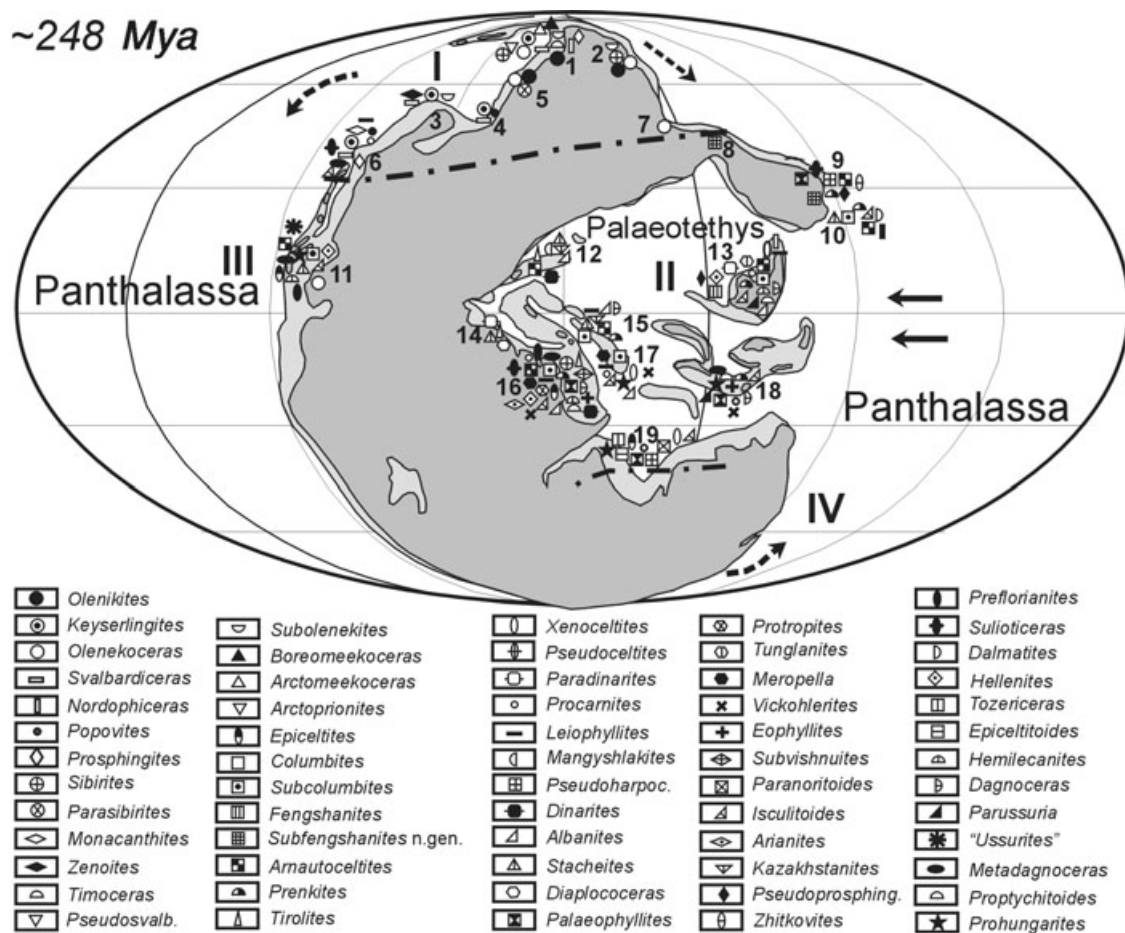 ~248 Mya
I
1
2
3
4
5
6
7
8
9
10
Palaeotethys
12
13
III
II
11
Panthalassa
14
15
17
16
18
Panthalassa
19
IV
Olenikites
Keyserlingites
Olenekoceras
Svalbardiceras
Nordophiceras
Popovites
Prosphingites
Sibirites
Parasibirites
Monacanthites
Zenoites
Timoceras
Pseudosvalb.
Subolenekites
Boreomeekoceras
Arctomeekoceras
Arctoprionites
Epiceltites
Columbites
Subcolumbites
Fengshanites
Subfengshanites n.gen.
Arnautoceltites
Prenkites
Tirolites
Xenoceltites
Pseudoceltites
Paradinarites
Procarnites
Leiophyllites
Mangyshlakites
Pseudoharpoc.
Dinarites
Albanites
Stacheites
Diaplococeras
Palaeophyllites
Protropites
Tunglanites
Meropella
Vickohlerites
Eophyllites
Subvishnuites
Paranoritoides
Isculitoides
Arianites
Kazakhstanites
Pseudoprosphing.
Zhitkovites
Preflorianites
Sulioticeras
Dalmatites
Hellenites
Tozericeras
Epiceltitoides
Hemilecanites
Dagnoceras
Parussuria
"Ussurites"
Metadagnoceras
Proptychitoides
Prohungarites